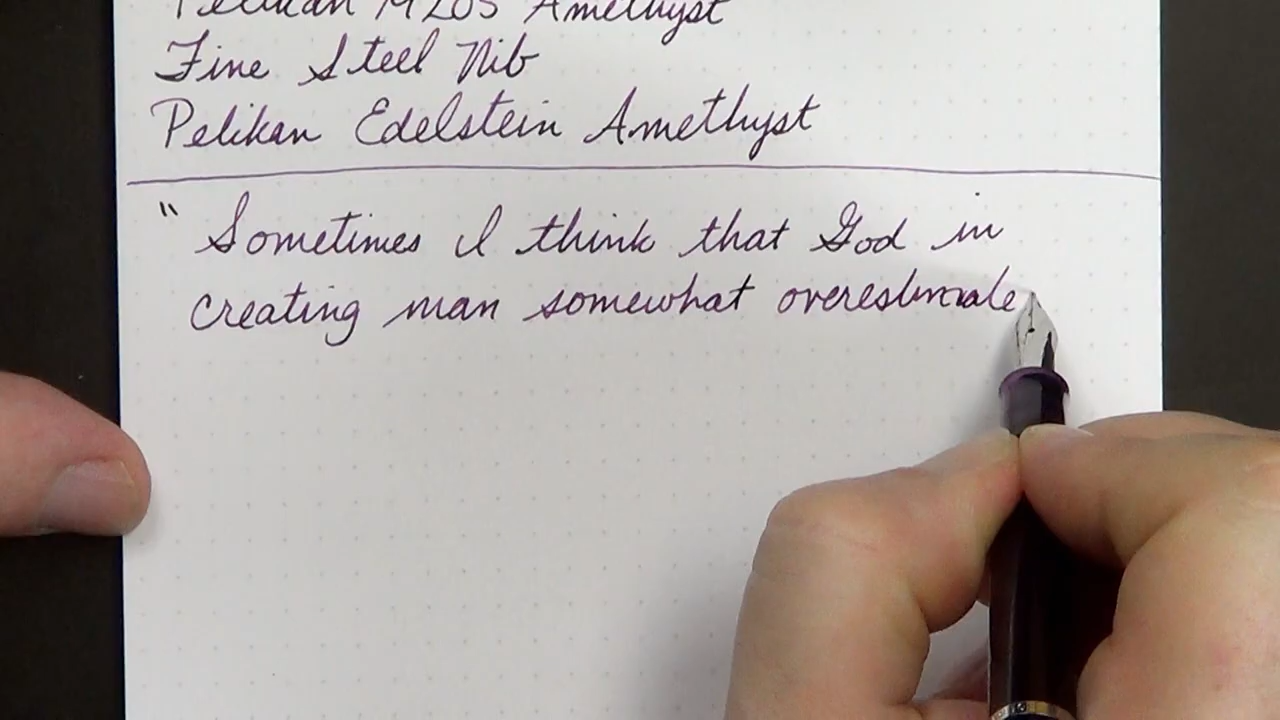 Pelikan M205 Amethyst
Fine Steel Nib
Pelikan Edelstein Amethyst
" Sometimes I think that God in
creating man somewhat overestimate